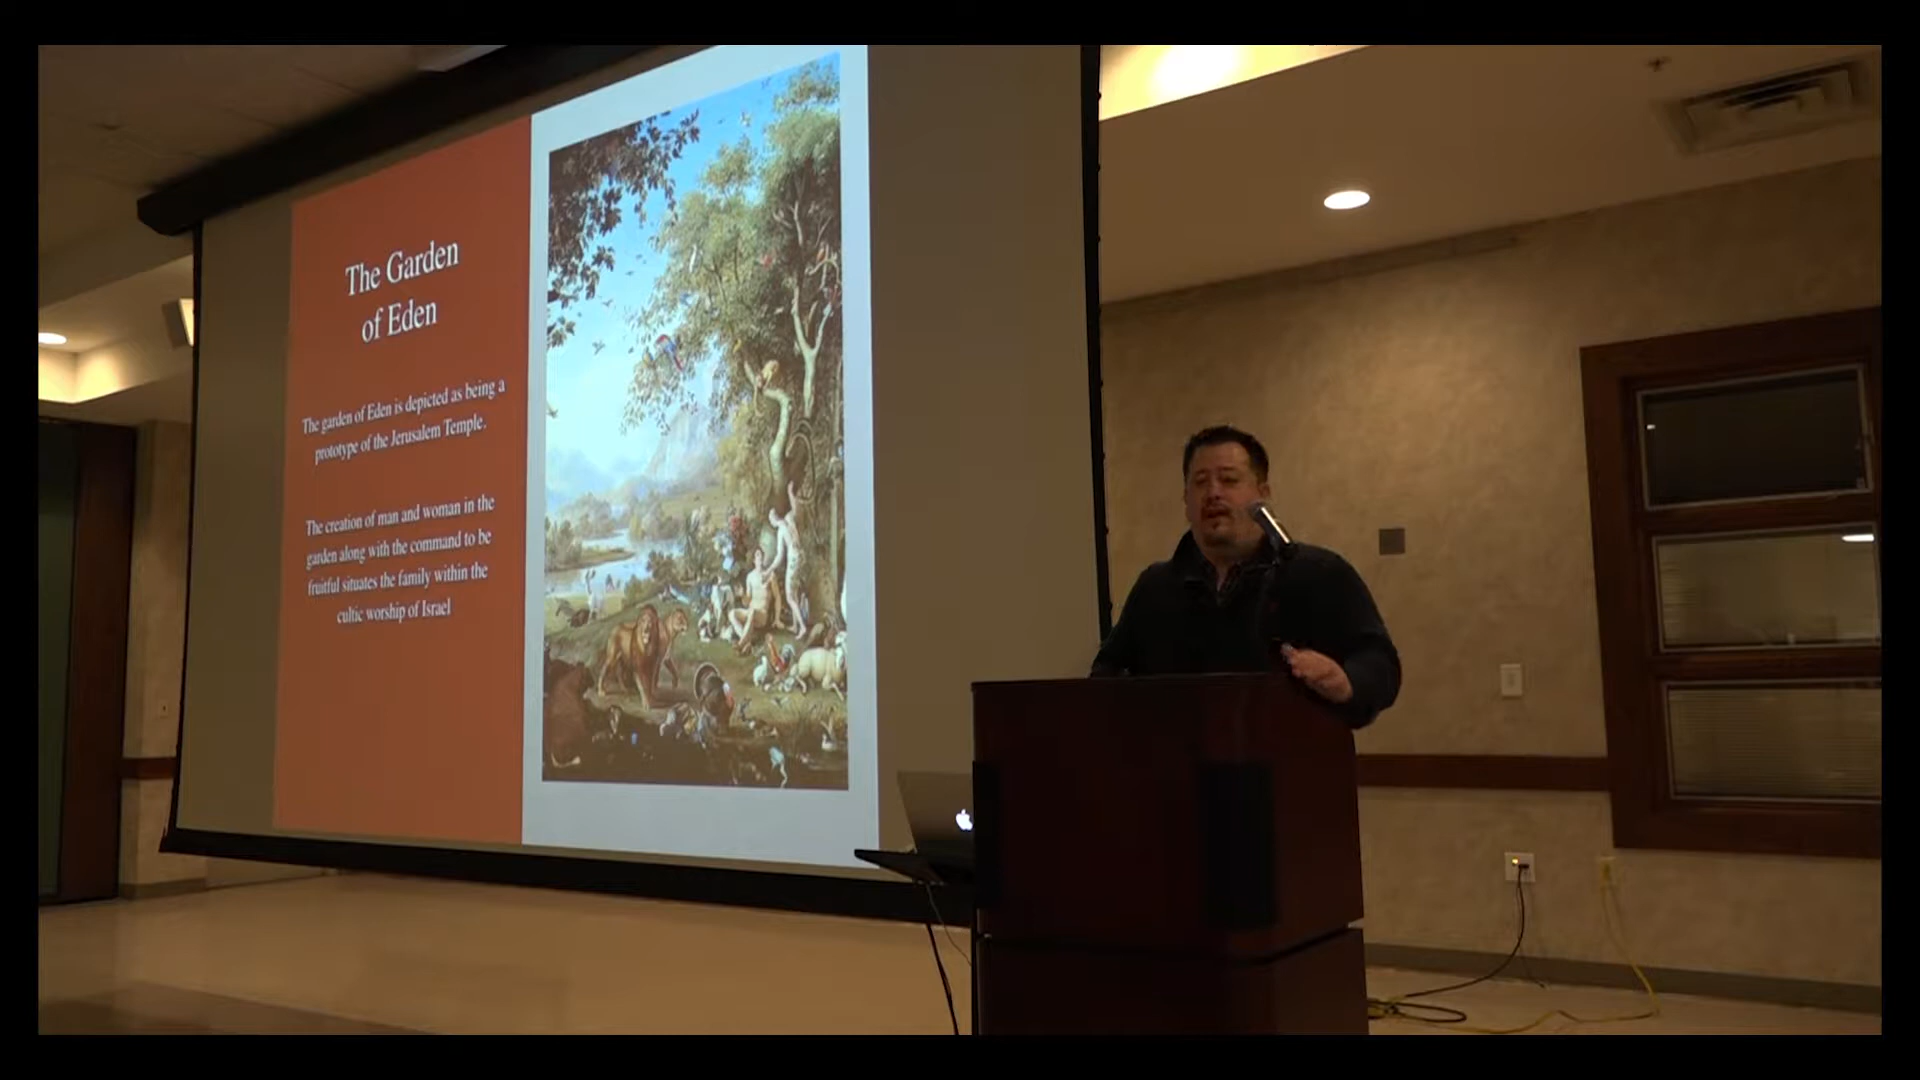 The Garden
of Eden
The garden of Eden is depicted as being a
prototype of the Jerusalem Temple.
The creation of man and woman in the
garden along with the command to be
fruitful situates the family within the
cultic worship of Israel